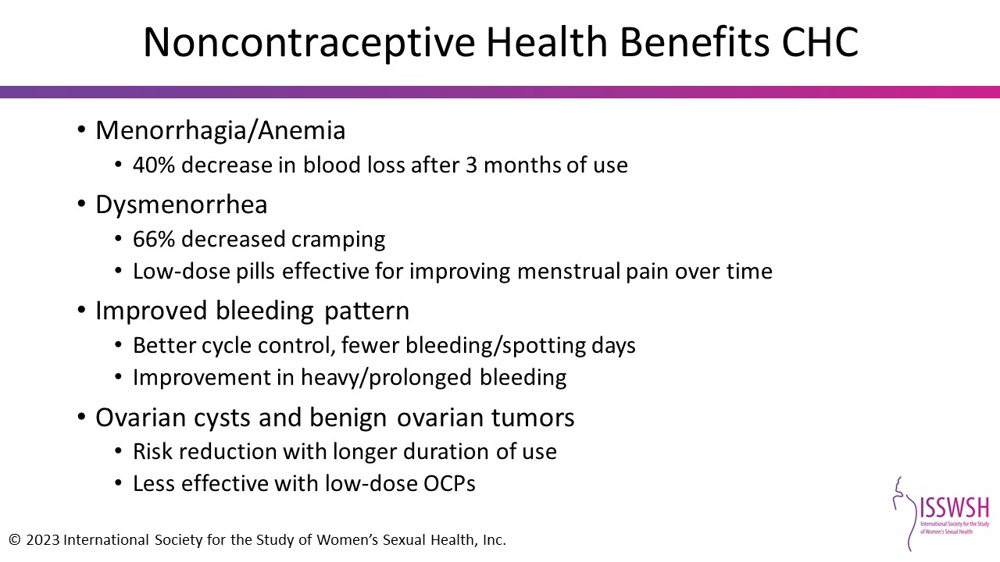 Noncontraceptive Health Benefits CHC
• Menorrhagia/Anemia
• 40% decrease in blood loss after 3 months of use
• Dysmenorrhea
• 66% decreased cramping
• Low-dose pills effective for improving menstrual pain over time
• Improved bleeding pattern
• Better cycle control, fewer bleeding/spotting days
• Improvement in heavy/prolonged bleeding
• Ovarian cysts and benign ovarian tumors
• Risk reduction with longer duration of use
• Less effective with low-dose OCPs
ISSWSH
International Society for the Study
of Women's Sexual Health
© 2023 International Society for the Study of Women’s Sexual Health, Inc.